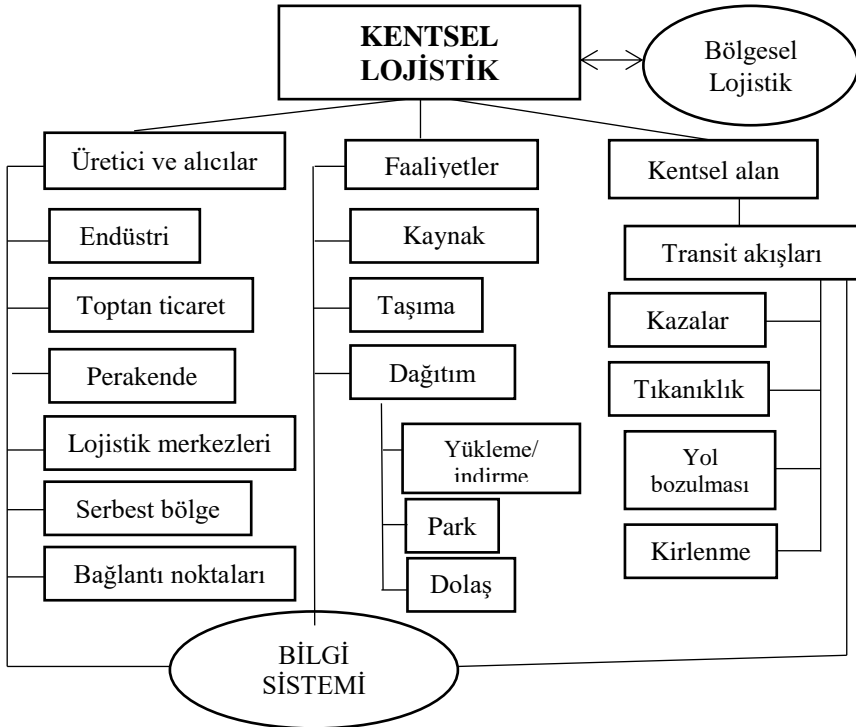 KENTSEL
LOJİSTİK
Bölgesel
Lojistik
Üretici ve alıcılar
Faaliyetler
Kentsel alan
Endüstri
Kaynak
Transit akışları
Toptan ticaret
Taşıma
Kazalar
Perakende
Dağıtım
Tıkanıklık
Lojistik merkezleri
Yükleme/
indirme
Yol
bozulması
Serbest bölge
Park
Kirlenme
Bağlantı noktaları
Dolaş
BİLGİ
SİSTEMİ